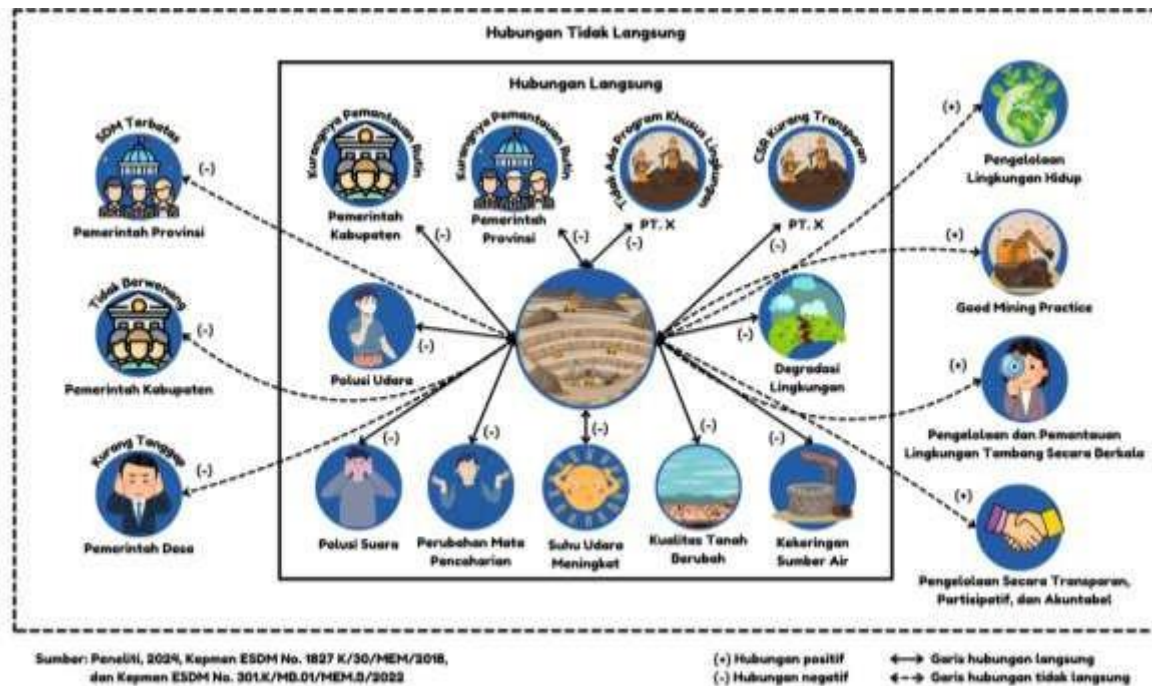 Hubungan Tidak Langsung
Hubungan Langsung
SDM Terbatas
(-)
Pemerintah Provinsi
Tidak Berwenang
(-)
Pemerintah Kabupaten
Kurang Tanggap
(-)
Pemerintah Desa
Kurangnya Pemantauan Rutin
Pemerintah
Kabupaten
(-)
Kurangnya Pemantauan Rutin
Pemerintah
Provinsi
(-)
Tidak Ada Program Khusus Lingkungan
PT. X
(-)
CSR Kurang Transparan
PT. X
(-)
Polusi Udara
(-)
Degradasi
Lingkungan
(-)
Polusi Suara
(-)
Perubahan Mata
Pencaharian
(-)
Suhu Udara
Meningkat
(-)
Kualitas Tanah
Berubah
(-)
Kekeringan
Sumber Air
(-)
(+)
Pengelolaan
Lingkungan Hidup
(+)
Good Mining Practice
(+)
Pengelolaan dan Pemantauan
Lingkungan Tambang Secara Berkala
(+)
Pengelolaan Secara Transparan,
Partisipatif, dan Akuntabel
Sumber: Peneliti, 2024, Kepmen ESDM No. 1827 K/30/MEM/2018,
dan Kepmen ESDM No. 301.K/MB.01/MEM.B/2022
(+) Hubungan positif
(-) Hubungan negatif
Garis hubungan langsung
Garis hubungan tidak langsung